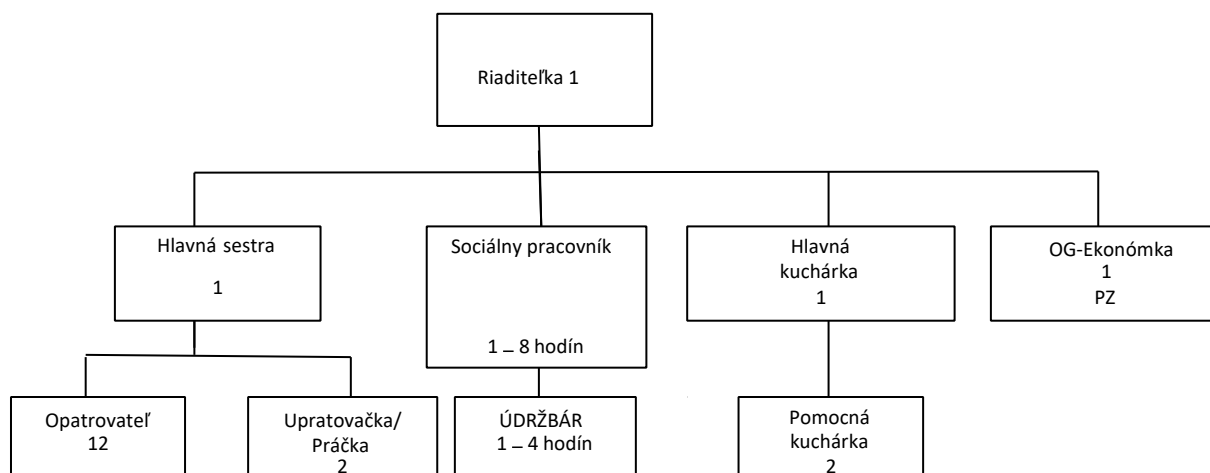 Riaditeľka 1
Hlavná sestra
1
Sociálny pracovník
1 – 8 hodín
Hlavná
kuchárka
1
OG-Ekonómka
1
PZ
Opatrovateľ
12
Upratovačka/
Práčka
2
ÚDRŽBÁR
1 – 4 hodín
Pomocná
kuchárka
2